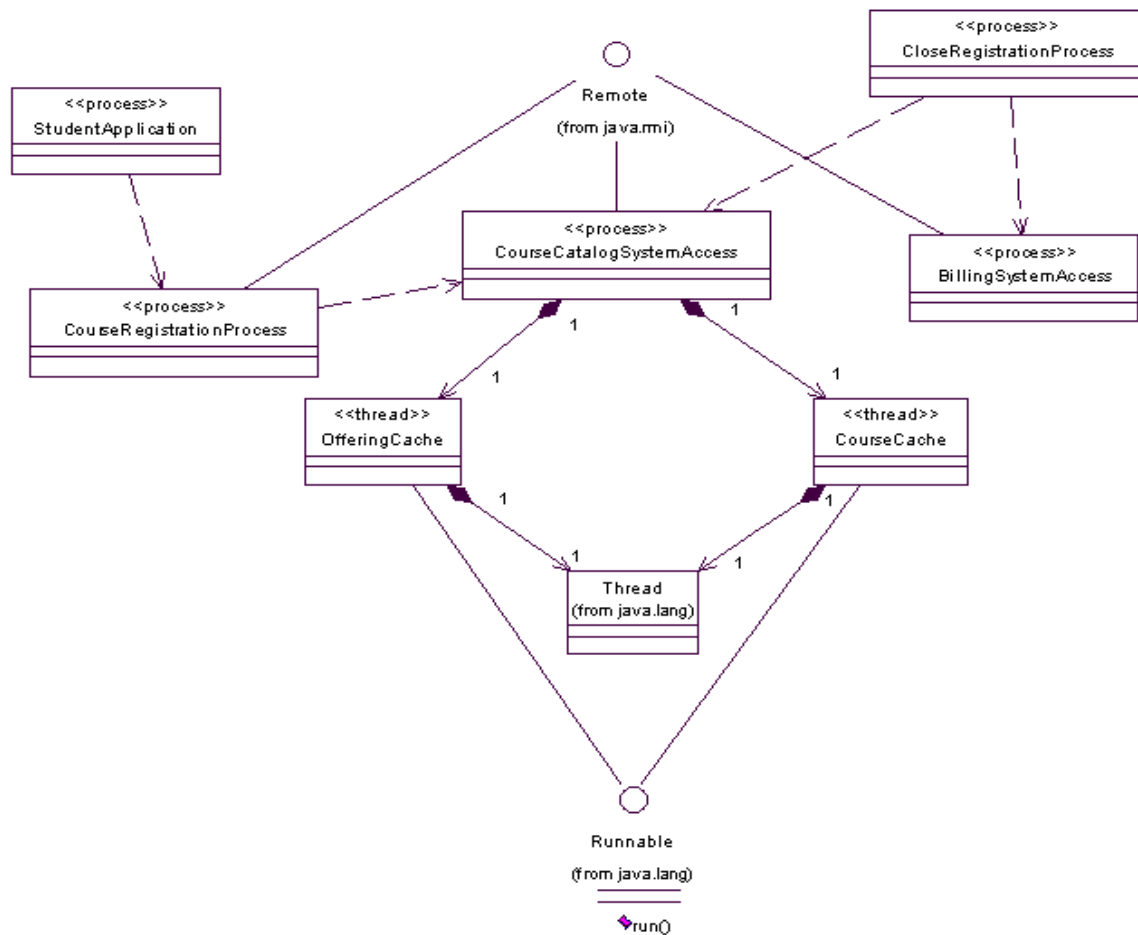 <<process>>
CloseRegistrationProcess
Remote
(from java.rmi)
<<process>>
StudentApplication
<<process>>
CourseCatalogSystemAccess
<<process>>
BillingSystemAccess
<<process>>
CourseRegistrationProcess
1
1
1
1
<<thread>>
OfferingCache
<<thread>>
CourseCache
1
1
1
1
Thread
(from java.lang)
Runnable
(from java.lang)
run()